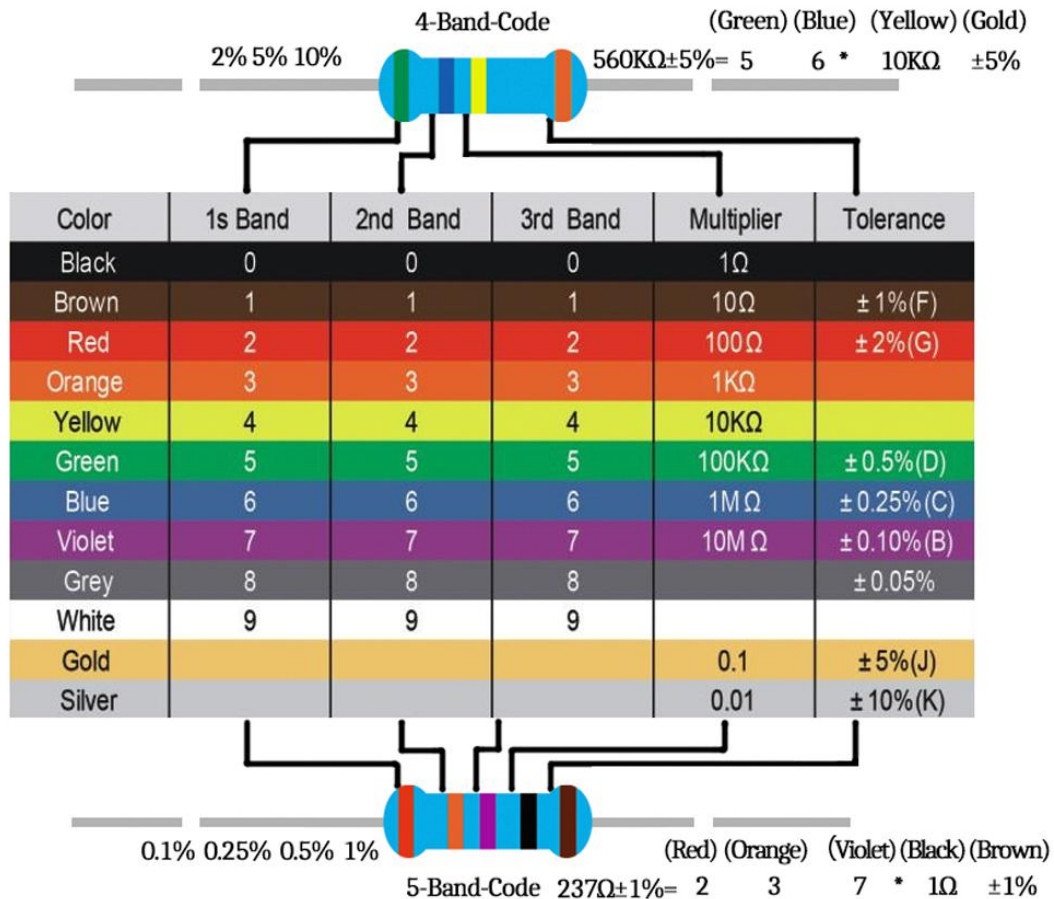 4-Band-Code
(Green) (Blue) (Yellow) (Gold)
2% 5% 10%
560KΩ±5%= 5 6 * 10KΩ ±5%
Color 1s Band 2nd Band 3rd Band Multiplier Tolerance
Black 0 0 0 1Ω
Brown 1 1 1 10Ω ±1%(F)
Red 2 2 2 100Ω ±2%(G)
Orange 3 3 3 1KΩ
Yellow 4 4 4 10KΩ
Green 5 5 5 100KΩ ±0.5%(D)
Blue 6 6 6 1MΩ ±0.25%(C)
Violet 7 7 7 10MΩ ±0.10%(B)
Grey 8 8 8 ±0.05%
White 9 9 9
Gold 0.1 ±5%(J)
Silver 0.01 ±10%(K)
0.1% 0.25% 0.5% 1%
(Red) (Orange) (Violet) (Black) (Brown)
5-Band-Code 237Ω±1%= 2 3 7 * 1Ω ±1%